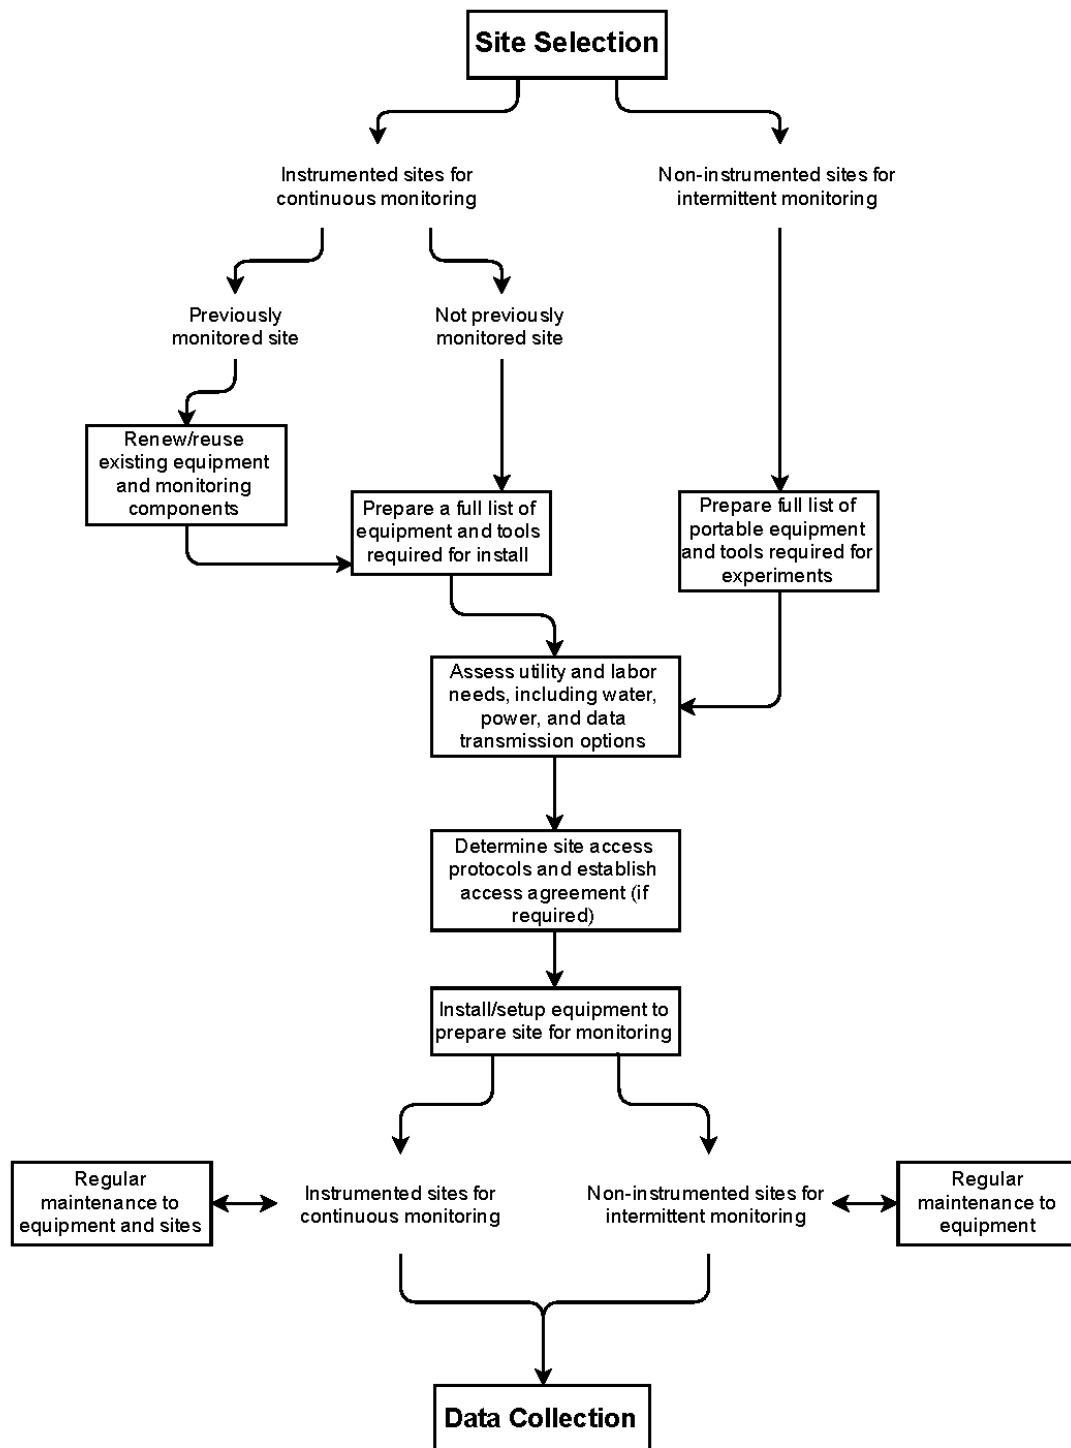 Site Selection
Instrumented sites for
continuous monitoring
Non-instrumented sites for
intermittent monitoring
Previously
monitored site
Not previously
monitored site
Renew/reuse
existing equipment
and monitoring
components
Prepare a full list of
equipment and tools
required for install
Prepare full list of
portable equipment
and tools required for
experiments
Assess utility and labor
needs, including water,
power, and data
transmission options
Determine site access
protocols and establish
access agreement (if
required)
Install/setup equipment to
prepare site for monitoring
Regular
maintenance to
equipment and sites
Instrumented sites for
continuous monitoring
Non-instrumented sites for
intermittent monitoring
Regular
maintenance to
equipment
Data Collection